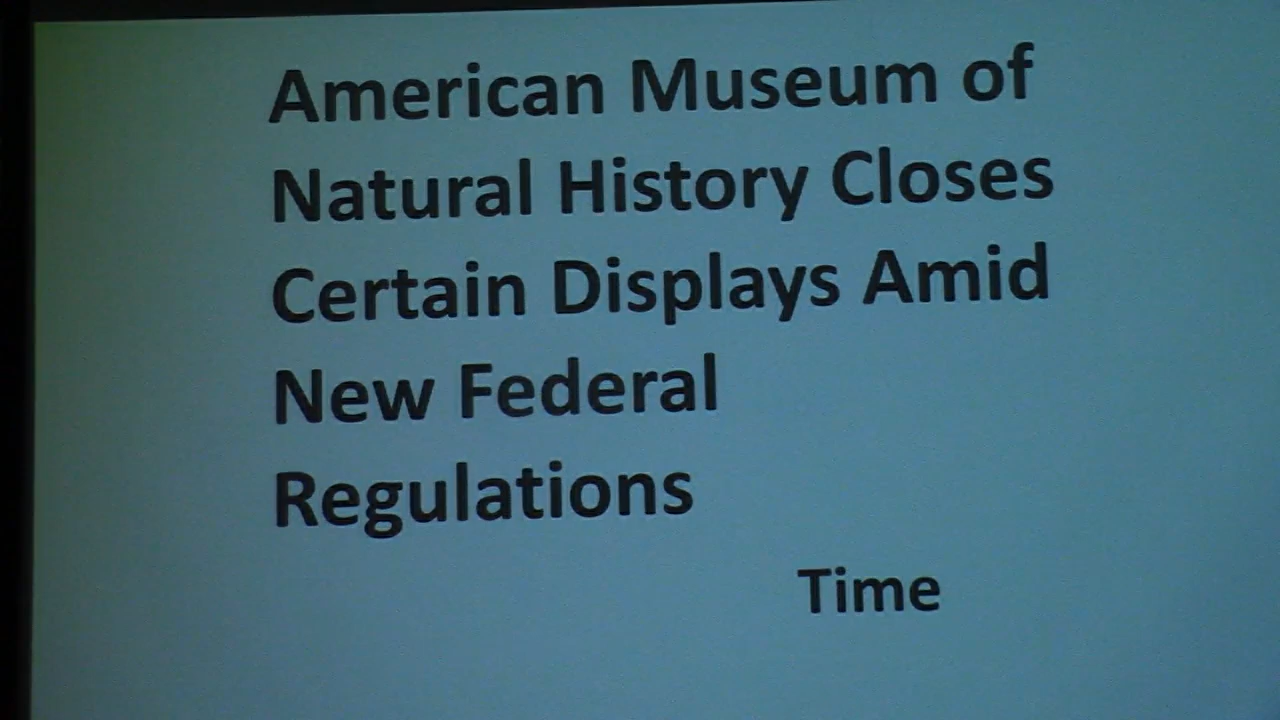 American Museum of
Natural History Closes
Certain Displays Amid
New Federal
Regulations
Time